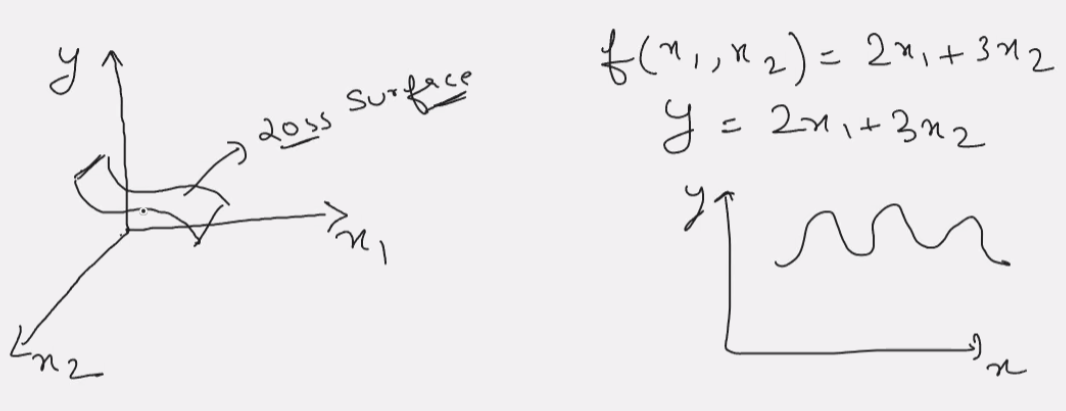 y
loss surface
x1
x2
f(x1, x2) = 2x1 + 3x2
y = 2x1 + 3x2
y
x